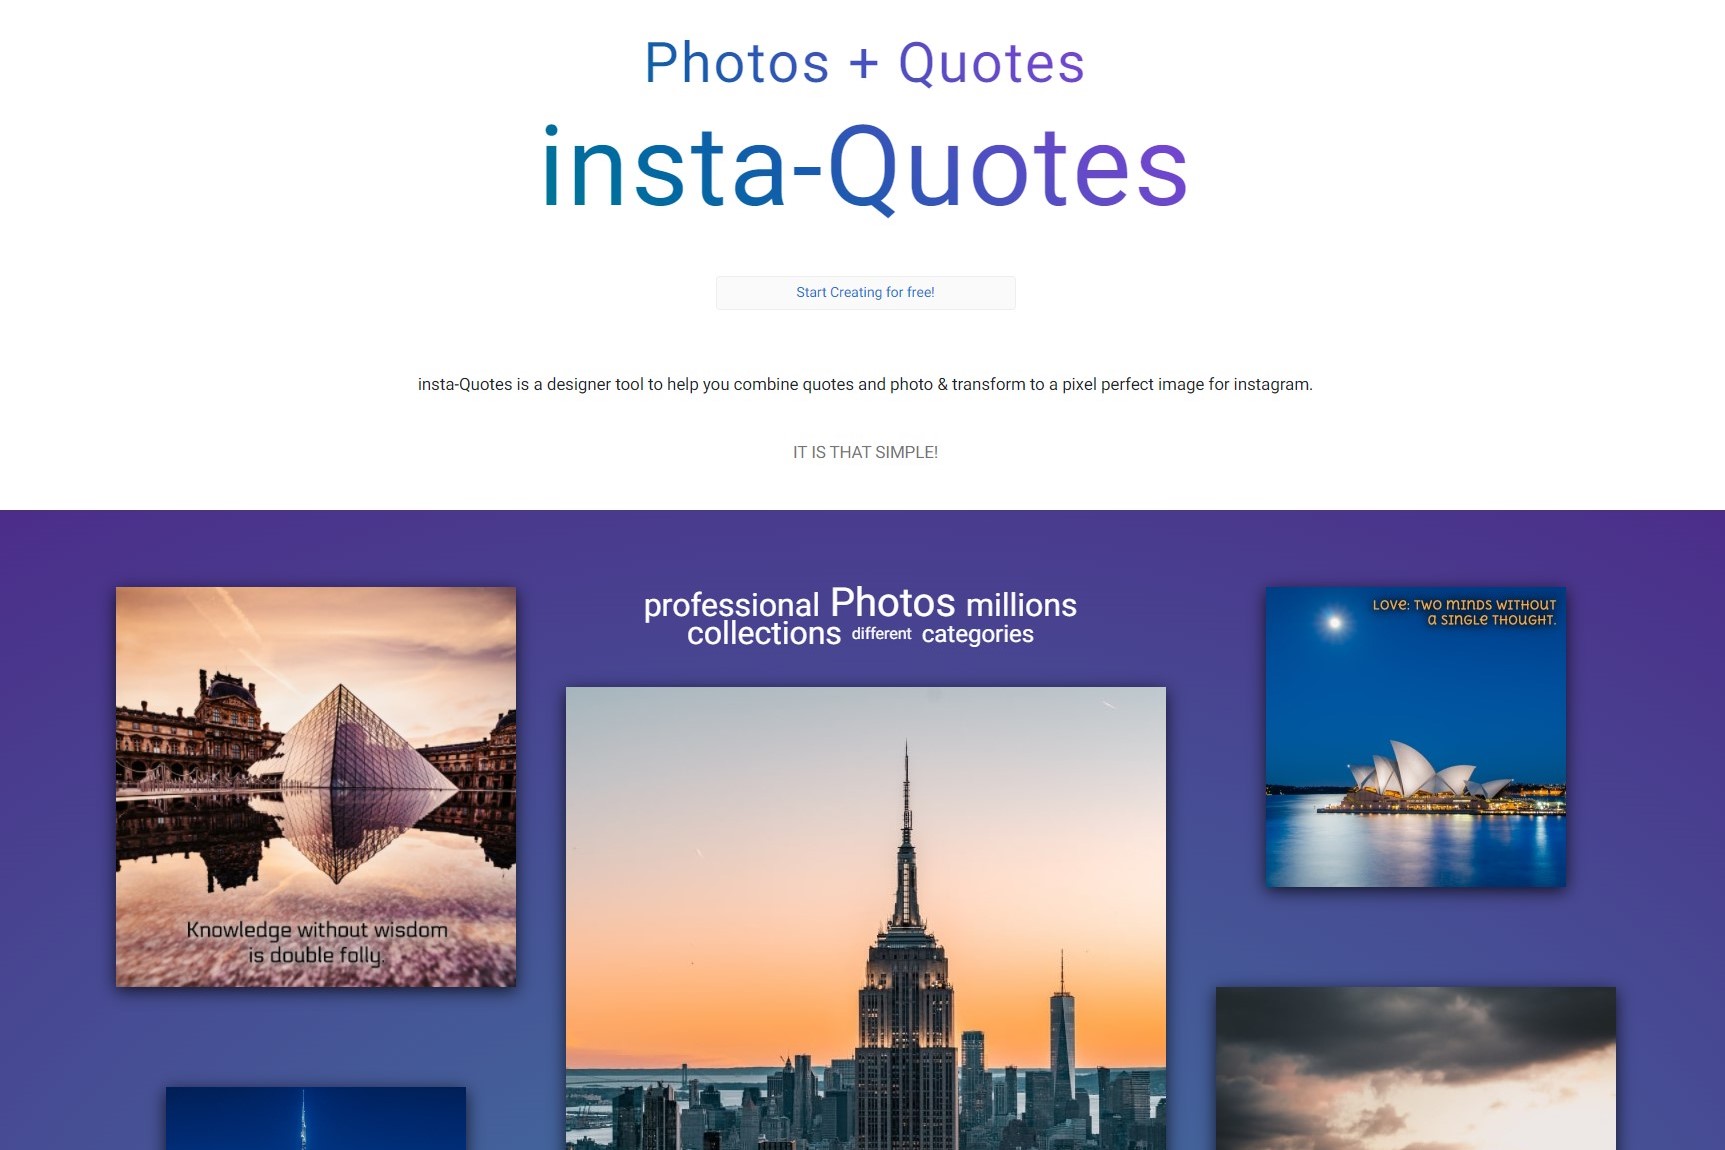 Photos + Quotes
insta-Quotes
Start Creating for free!
insta-Quotes is a designer tool to help you combine quotes and photo & transform to a pixel perfect image for instagram.
IT IS THAT SIMPLE!
professional Photos millions
collections different categories
Love: two minds without
a single thought.
Knowledge without wisdom
is double folly.